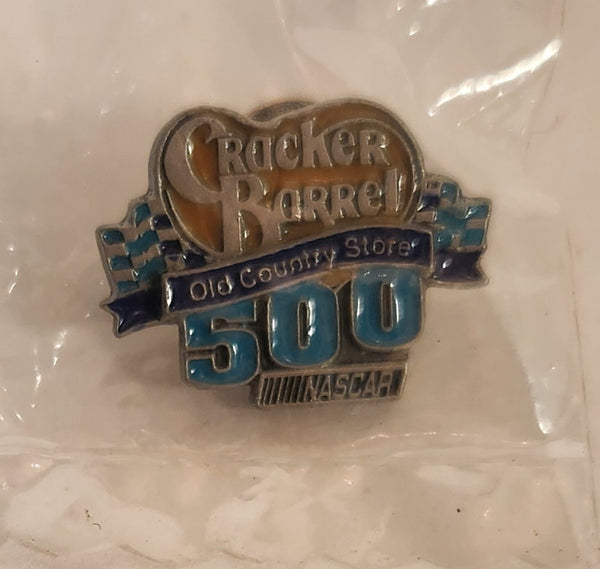 Cracker
Barrel
Old Country Store
500
NASCAR